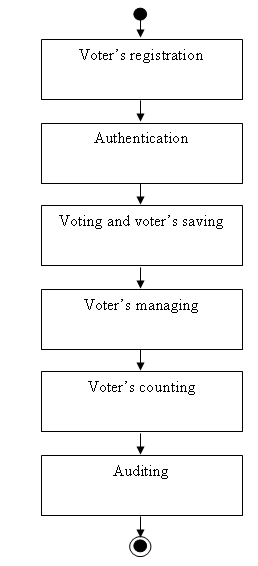 Voter's registration
Authentication
Voting and voter's saving
Voter's managing
Voter's counting
Auditing